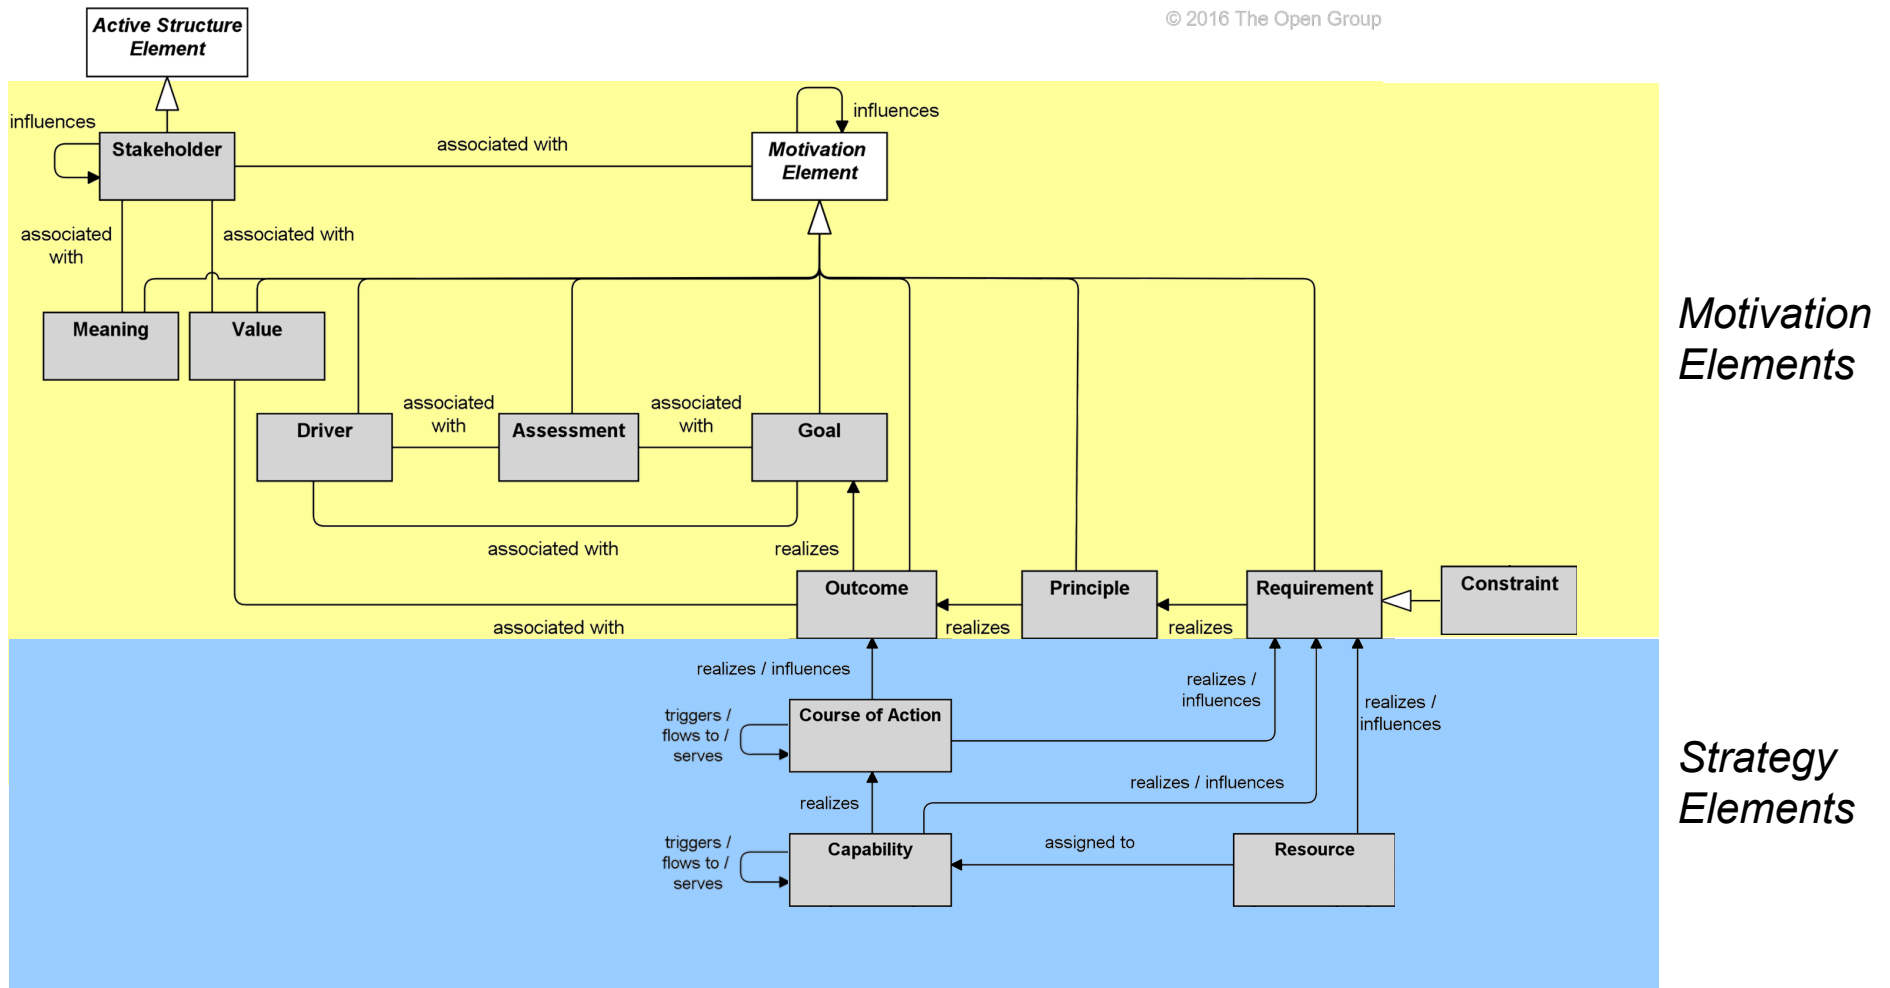 © 2016 The Open Group
Active Structure
Element
influences
Stakeholder
associated with
influences
Motivation
Element
associated
with
associated with
Meaning
Value
Motivation
Elements
associated
with
associated
with
Driver
Assessment
Goal
associated with
realizes
Outcome
Principle
Requirement
Constraint
associated with
realizes
realizes
realizes / influences
realizes /
influences
realizes /
influences
triggers /
flows to /
serves
Course of Action
Strategy
Elements
realizes / influences
realizes
triggers /
flows to /
serves
Capability
assigned to
Resource